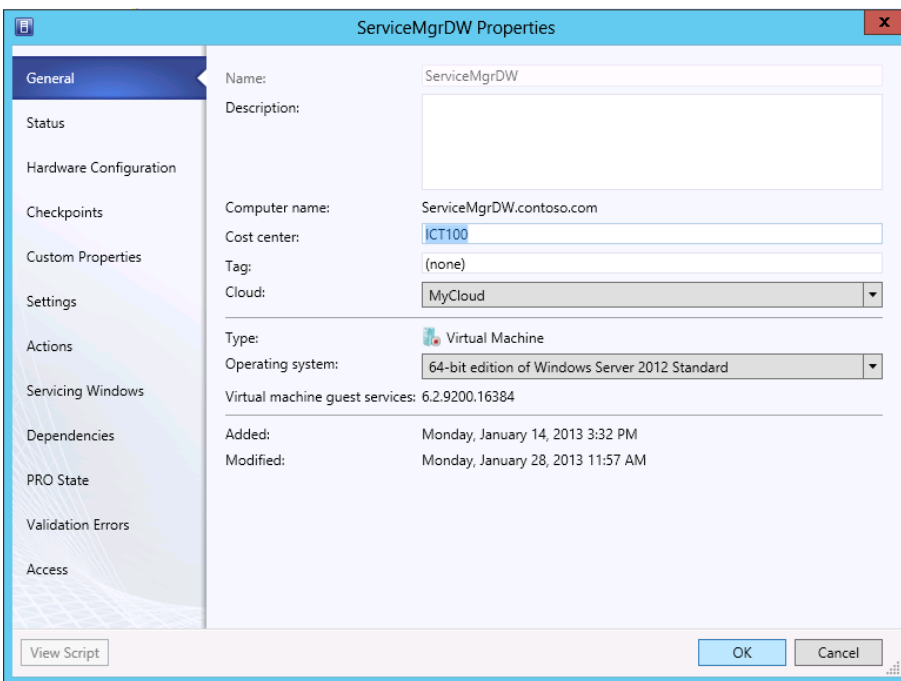 ServiceMgrDW Properties
x
General
Status
Hardware Configuration
Checkpoints
Custom Properties
Settings
Actions
Servicing Windows
Dependencies
PRO State
Validation Errors
Access
Name: ServiceMgrDW
Description:
Computer name: ServiceMgrDW.contoso.com
Cost center: ICT100
Tag: (none)
Cloud: MyCloud
Type: Virtual Machine
Operating system: 64-bit edition of Windows Server 2012 Standard
Virtual machine guest services: 6.2.9200.16384
Added: Monday, January 14, 2013 3:32 PM
Modified: Monday, January 28, 2013 11:57 AM
View Script OK Cancel